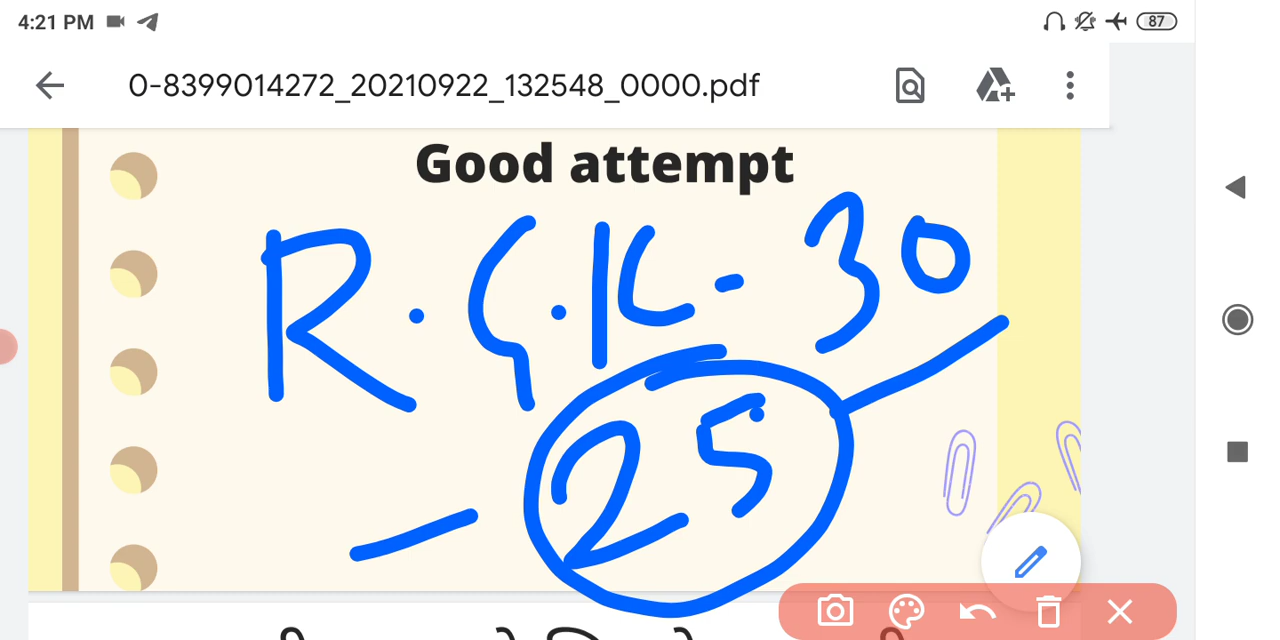 4:21 PM
87
0-8399014272_20210922_132548_0000.pdf
Good attempt
R.G.K - 30
25